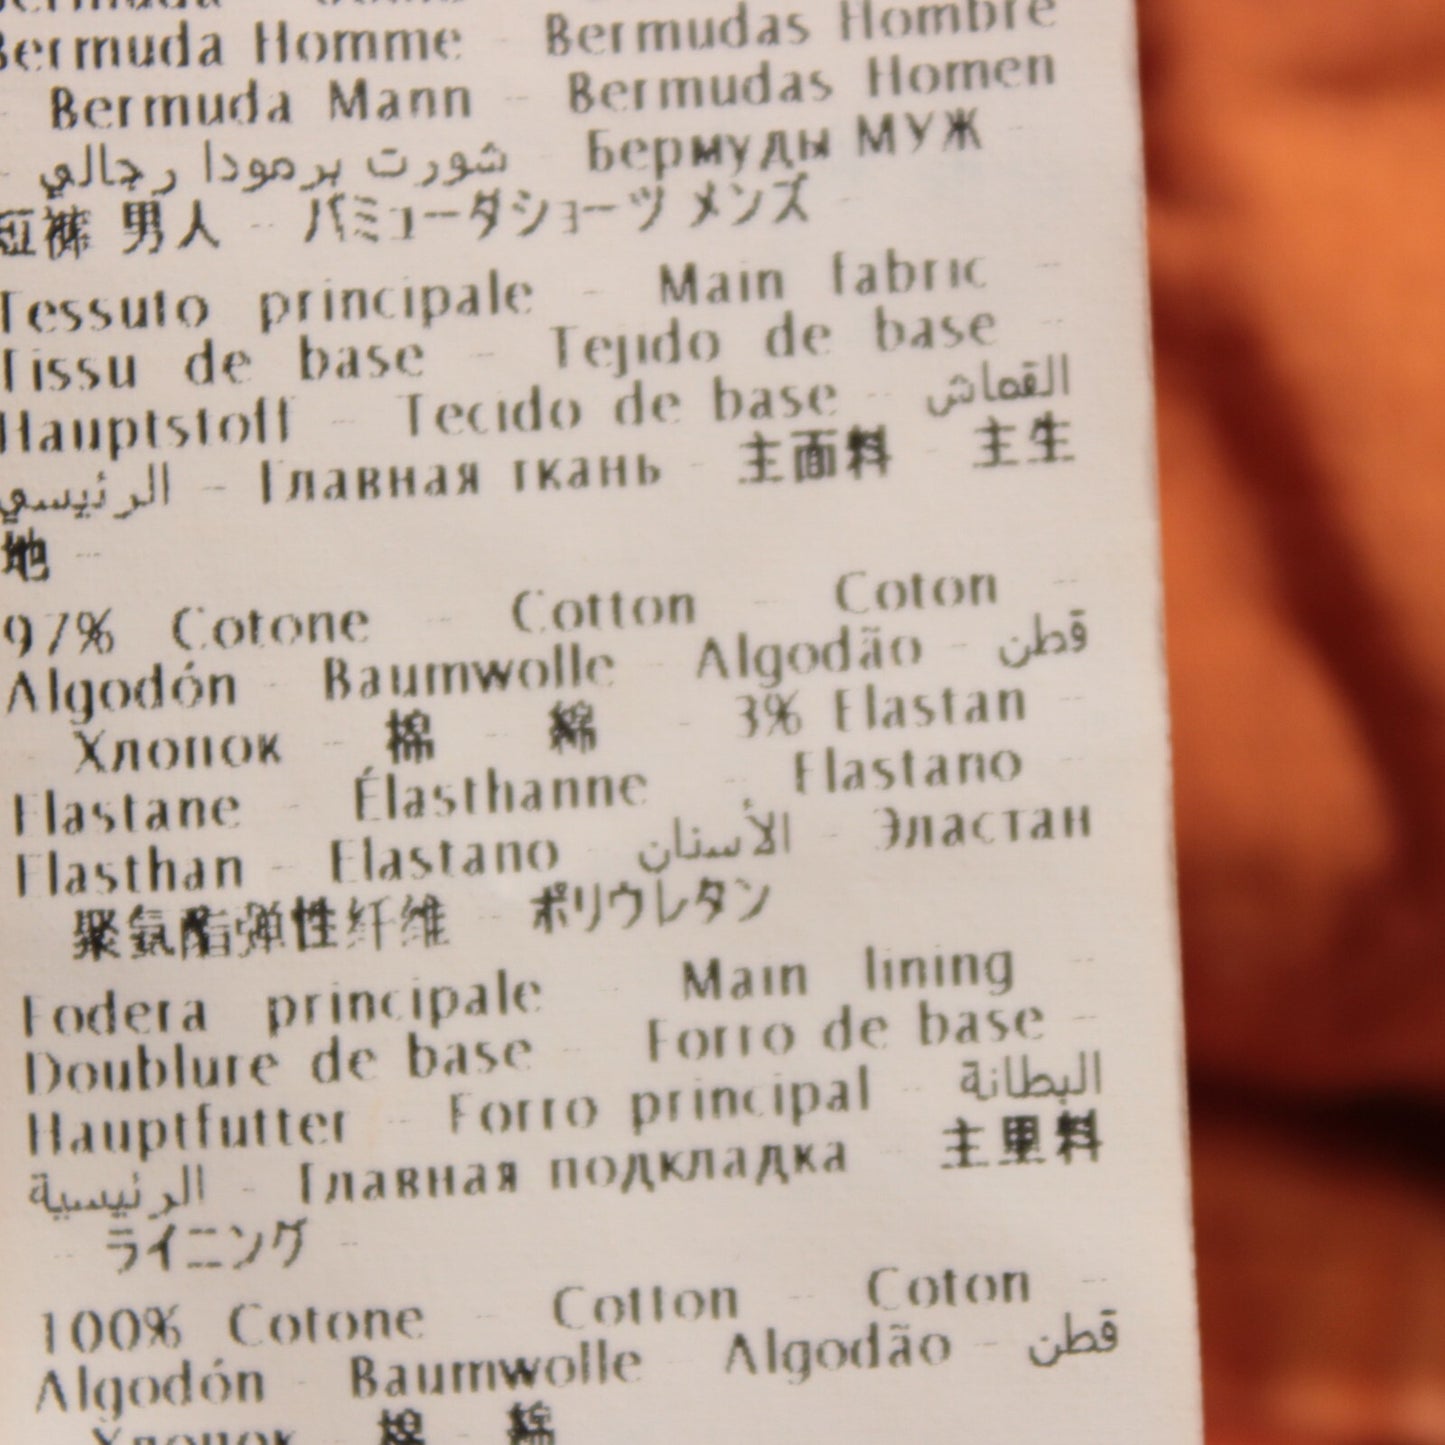 Bermuda Homme - Bermudas Hombre
- Bermuda Mann - Bermudas Homen
- شورت برمودا رجالي - Бермуды МУЖ -
短裤 男人 - バミューダショーツ メンズ -
Tessuto principale - Main fabric -
Tissu de base - Tejido de base -
Hauptstoff - Tecido de base - القماش
الرئيسي - Главная ткань - 主面料 - 主生
地 -
97% Cotone - Cotton - Coton -
Algodón - Baumwolle - Algodão - قطن
- Хлопок - 棉 - 綿 - 3% Elastan -
Elastane - Élasthanne - Elastano -
Elasthan - Elastano - الأسنان - Эластан
- 聚氨酯弹性纤维 - ポリウレタン
Fodera principale - Main lining -
Doublure de base - Forro de base -
Hauptfutter - Forro principal - البطانة
الرئيسية - Главная подкладка - 主里料
- ライニング -
100% Cotone - Cotton - Coton -
Algodón - Baumwolle - Algodão - قطن
Хлопок - 棉 - 綿